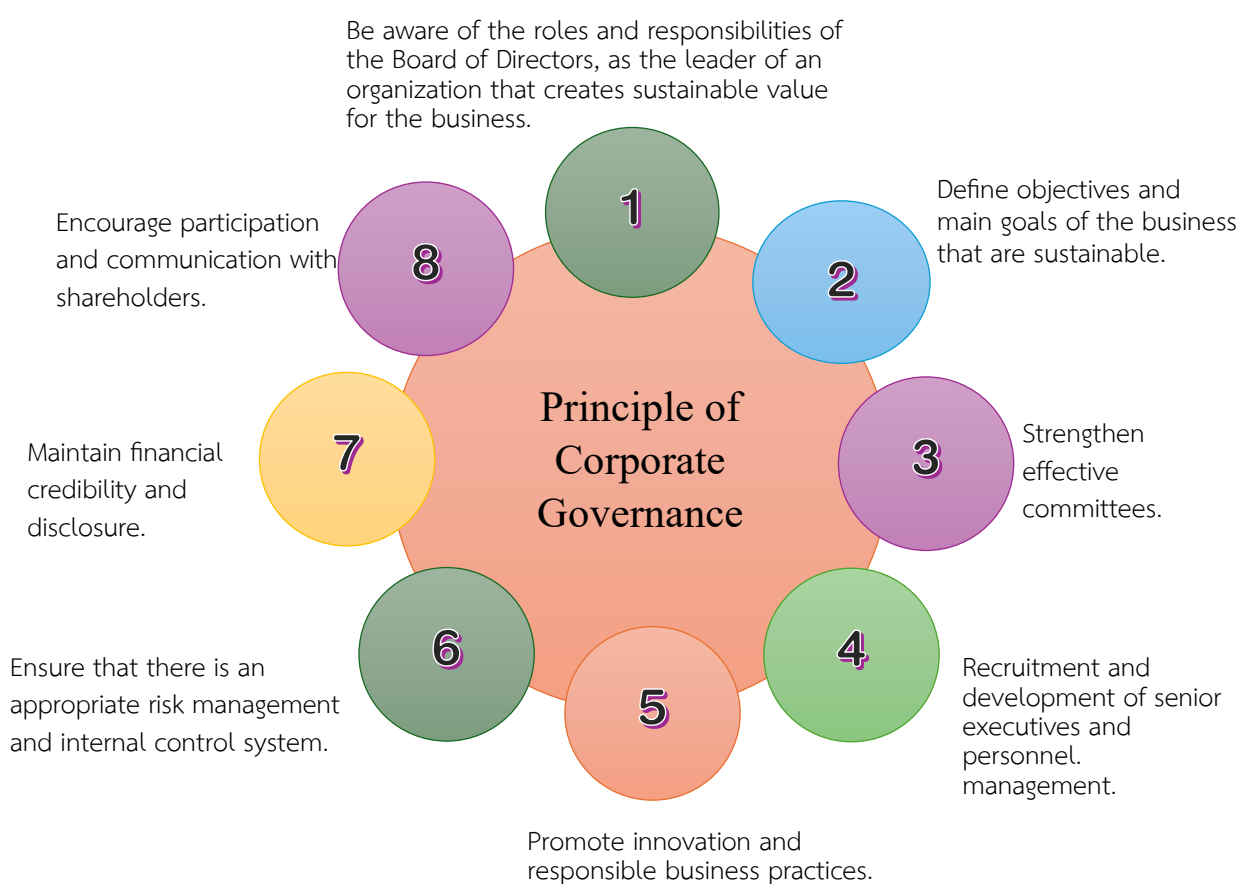 Be aware of the roles and responsibilities of
the Board of Directors, as the leader of an
organization that creates sustainable value
for the business.
1
Define objectives and
main goals of the business
that are sustainable.
2
Strengthen
effective
committees.
3
Recruitment and
development of senior
executives and
personnel.
management.
4
Promote innovation and
responsible business practices.
5
Ensure that there is an
appropriate risk management
and internal control system.
6
Maintain financial
credibility and
disclosure.
7
Encourage participation
and communication with
shareholders.
8
Principle of
Corporate
Governance